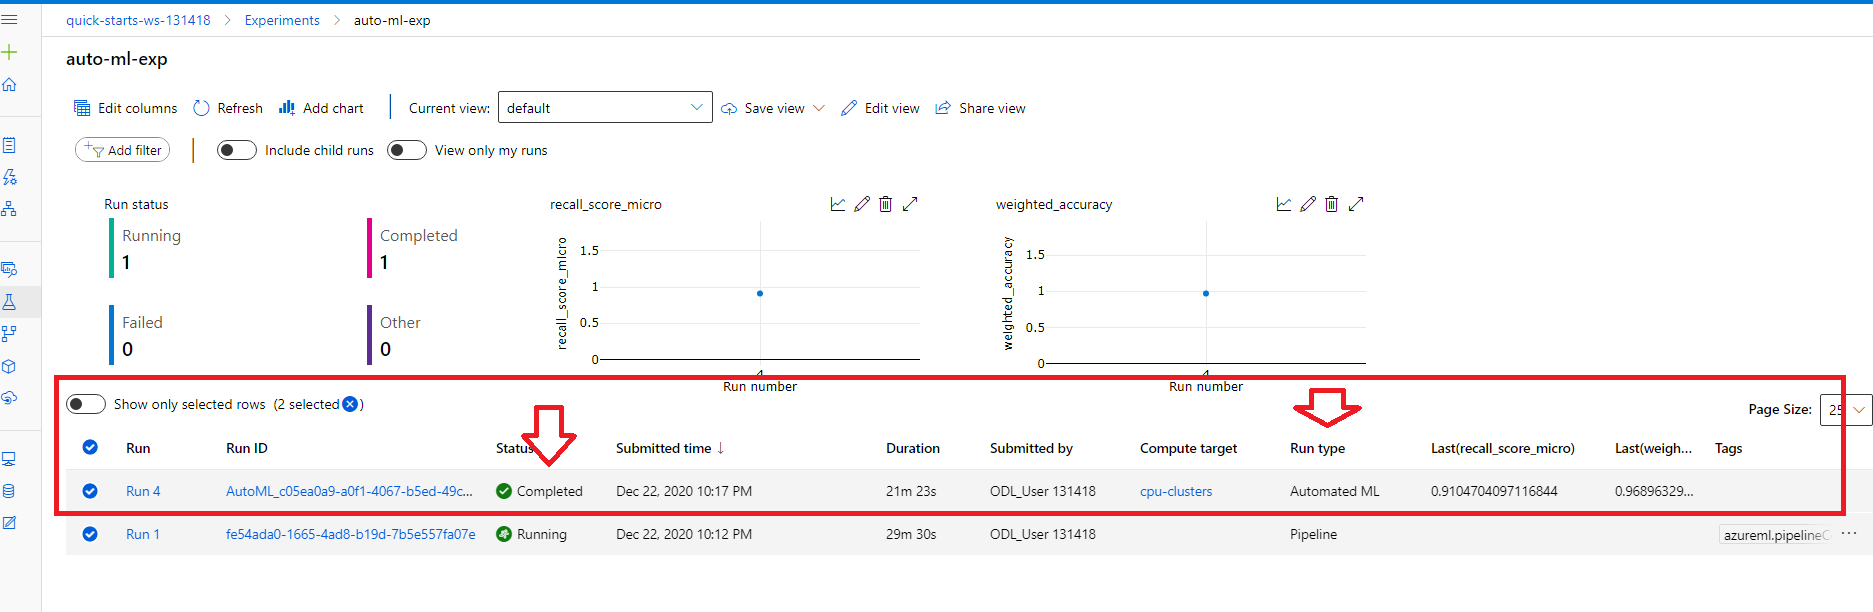 quick-starts-ws-131418 > Experiments > auto-ml-exp
auto-ml-exp
Edit columns Refresh Add chart Current view: default Save view Edit view Share view
Add filter Include child runs View only my runs
Run status
Running
1
Completed
1
Failed
0
Other
0
recall_score_micro
recall_score_micro
1.5
1
0.5
0
4
Run number
weighted_accuracy
weighted_accuracy
1.5
1
0.5
0
4
Run number
Show only selected rows (2 selected )
Page Size: 25
Run Run ID Status Submitted time ↓ Duration Submitted by Compute target Run type Last(recall_score_micro) Last(weigh... Tags
Run 4 AutoML_c05ea0a9-a0f1-4067-b5ed-49c... Completed Dec 22, 2020 10:17 PM 21m 23s ODL_User 131418 cpu-clusters Automated ML 0.9104704097116844 0.96896329...
Run 1 fe54ada0-1665-4ad8-b19d-7b5e557fa07e Running Dec 22, 2020 10:12 PM 29m 30s ODL_User 131418 Pipeline azureml.pipelineC ...